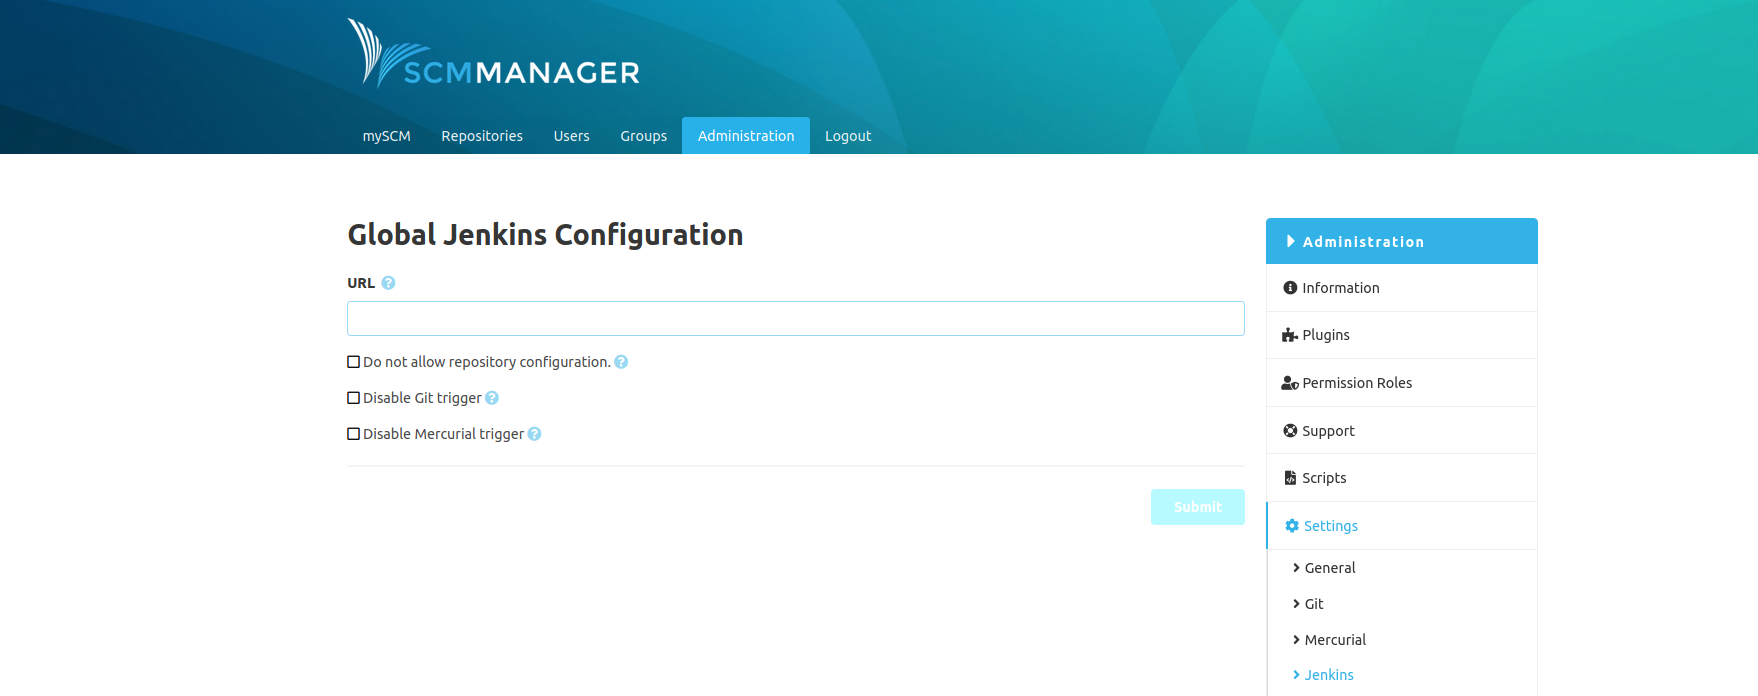 SCMMANAGER
mySCM Repositories Users Groups Administration Logout
Global Jenkins Configuration
URL
Do not allow repository configuration.
Disable Git trigger
Disable Mercurial trigger
Submit
Administration
Information
Plugins
Permission Roles
Support
Scripts
Settings
General
Git
Mercurial
Jenkins